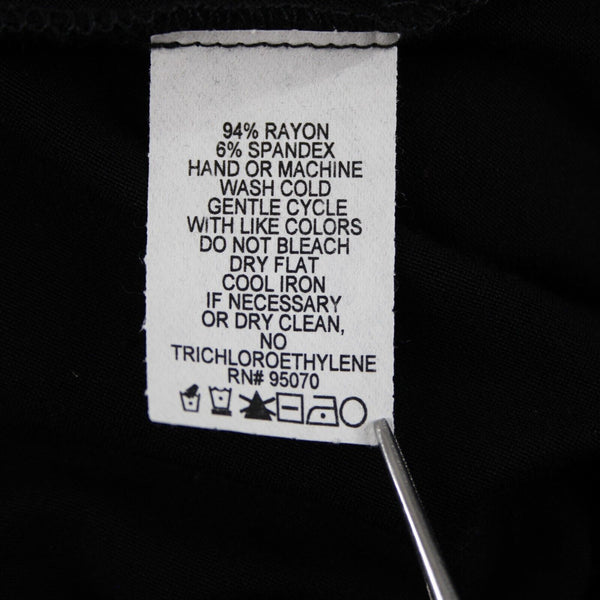 94% RAYON
6% SPANDEX
HAND OR MACHINE
WASH COLD
GENTLE CYCLE
WITH LIKE COLORS
DO NOT BLEACH
DRY FLAT
COOL IRON
IF NECESSARY
OR DRY CLEAN,
NO
TRICHLOROETHYLENE
RN# 95070